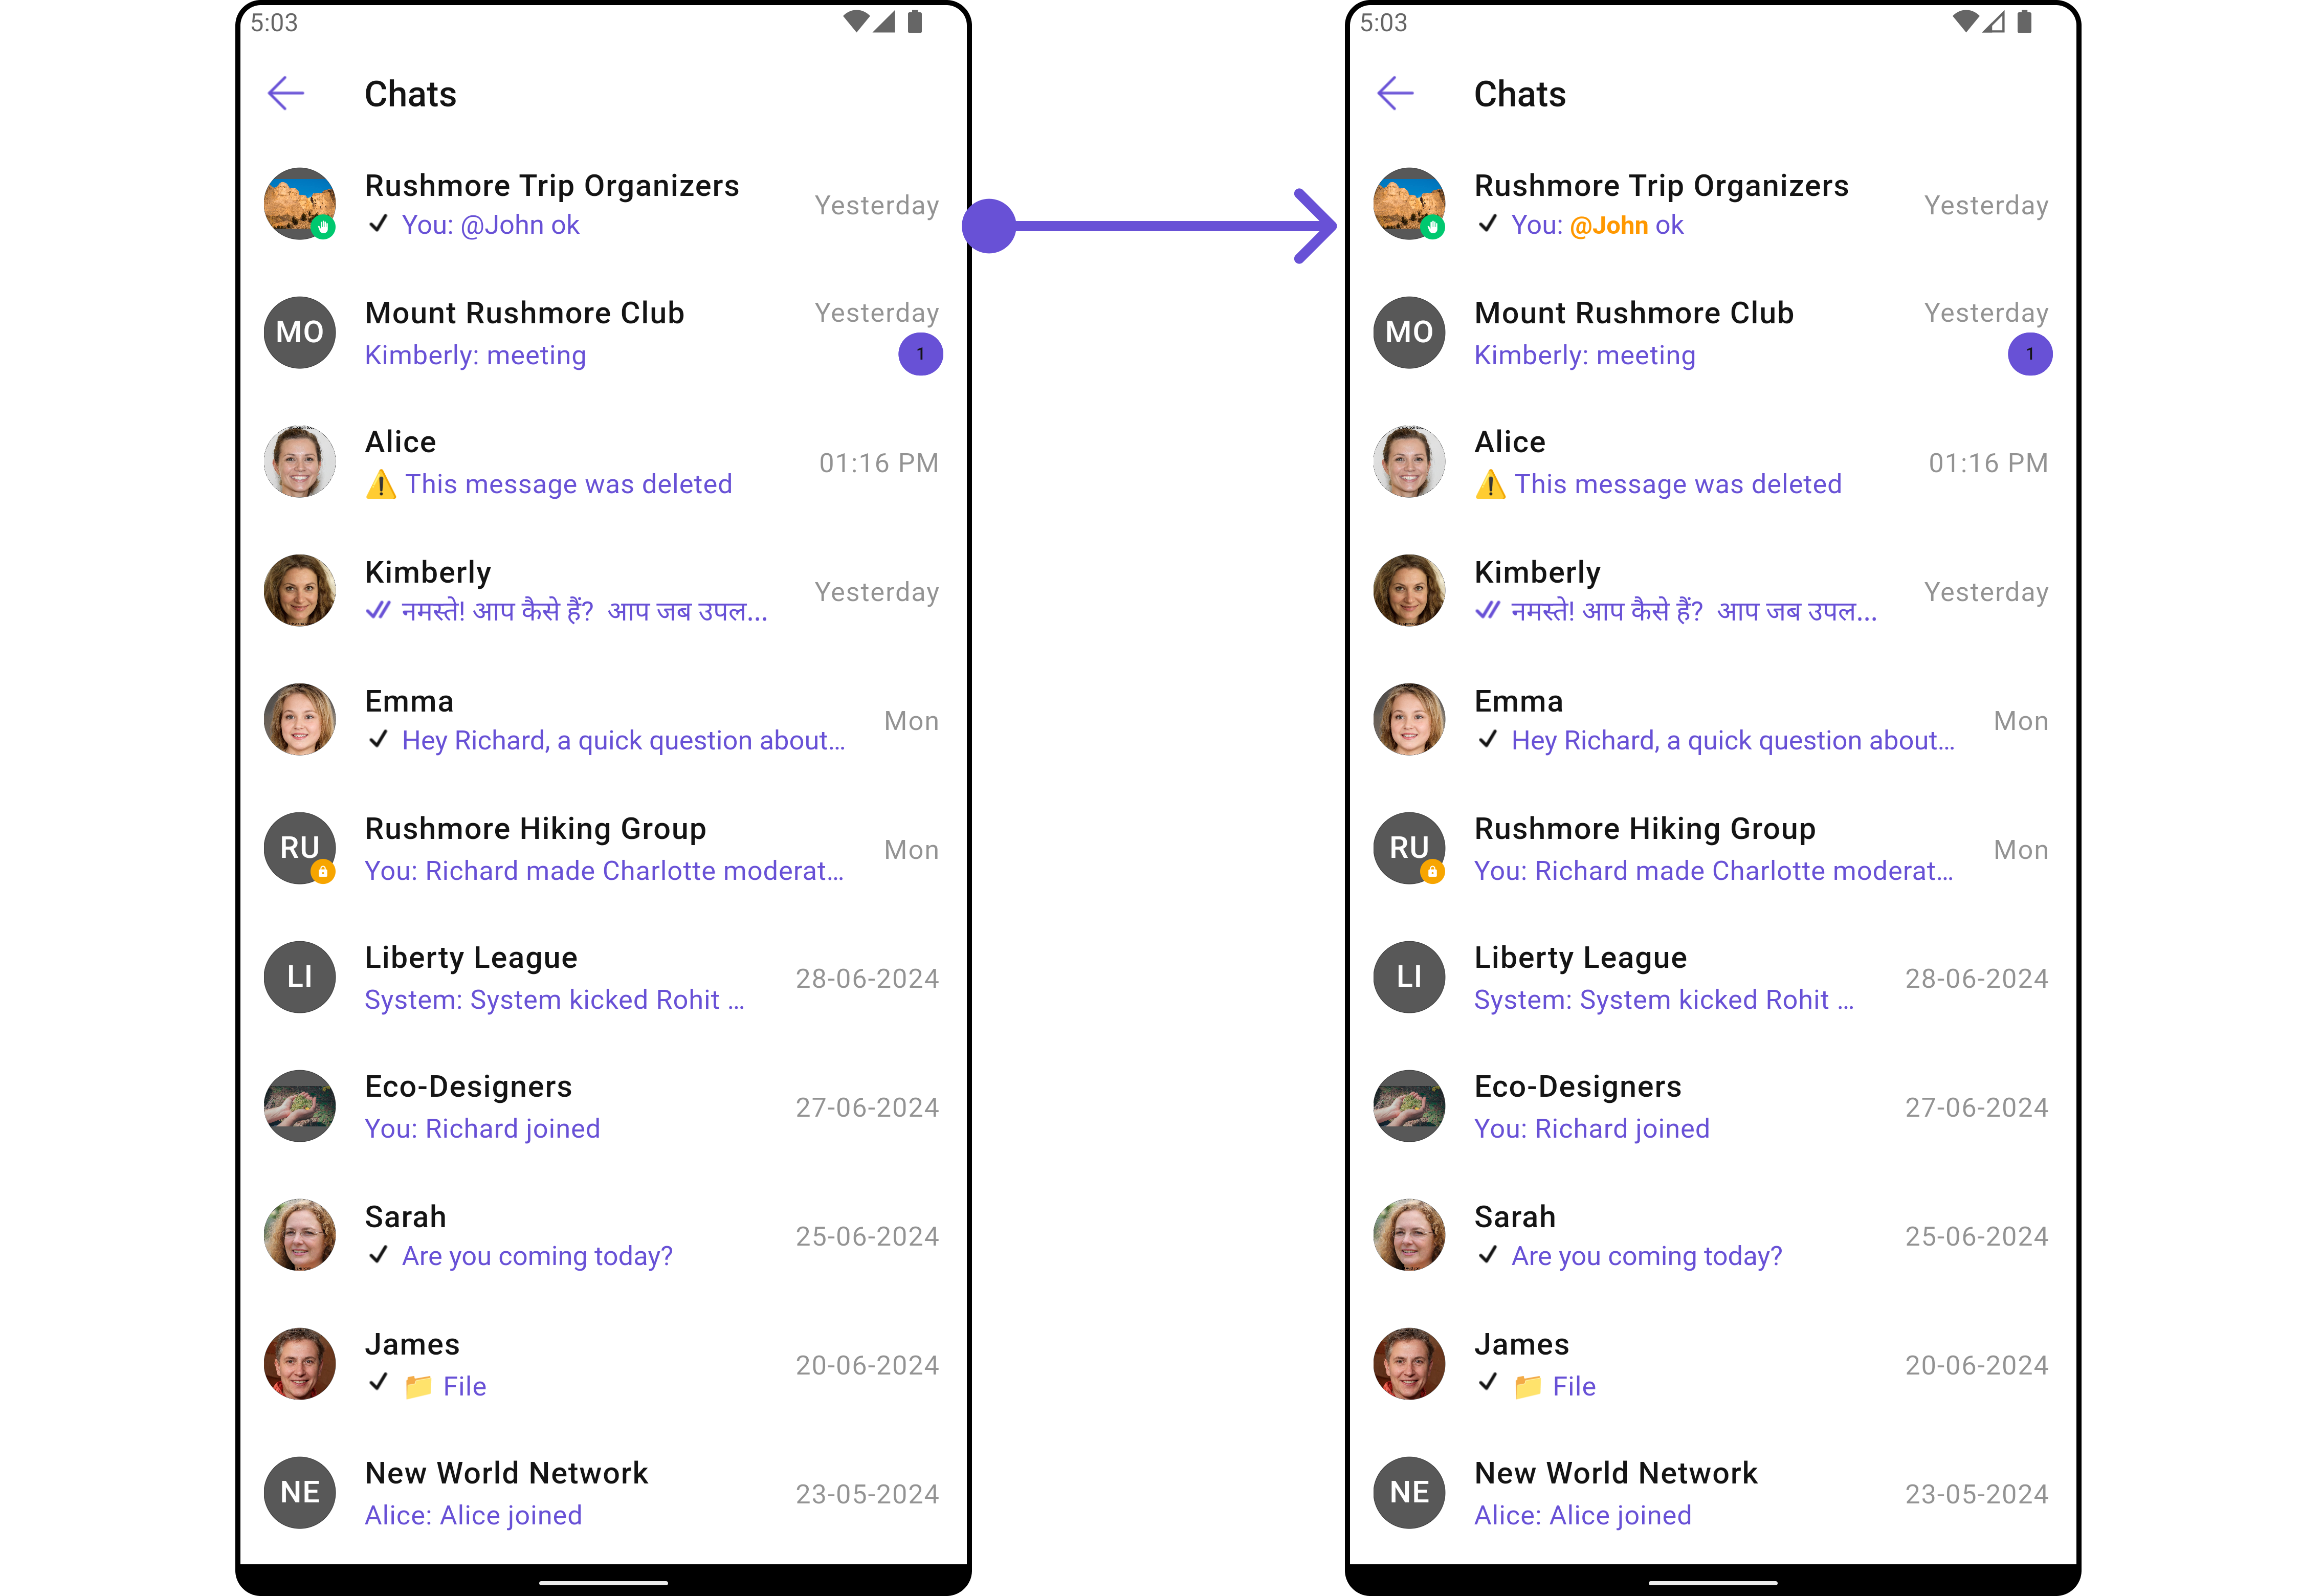 5:03
Chats
Rushmore Trip Organizers
Yesterday
You: @John ok
Mount Rushmore Club
Yesterday
MO
Kimberly: meeting
1
Alice
01:16 PM
⚠️ This message was deleted
Kimberly
Yesterday
नमस्ते! आप कैसे हैं? आप जब उपल...
Emma
Mon
Hey Richard, a quick question about...
Rushmore Hiking Group
RU
Mon
You: Richard made Charlotte moderat...
Liberty League
LI
28-06-2024
System: System kicked Rohit ...
Eco-Designers
27-06-2024
You: Richard joined
Sarah
25-06-2024
Are you coming today?
James
20-06-2024
📁 File
New World Network
NE
23-05-2024
Alice: Alice joined
5:03
Chats
Rushmore Trip Organizers
Yesterday
You: @John ok
Mount Rushmore Club
Yesterday
MO
Kimberly: meeting
1
Alice
01:16 PM
⚠️ This message was deleted
Kimberly
Yesterday
नमस्ते! आप कैसे हैं? आप जब उपल...
Emma
Mon
Hey Richard, a quick question about...
Rushmore Hiking Group
RU
Mon
You: Richard made Charlotte moderat...
Liberty League
LI
28-06-2024
System: System kicked Rohit ...
Eco-Designers
27-06-2024
You: Richard joined
Sarah
25-06-2024
Are you coming today?
James
20-06-2024
📁 File
New World Network
NE
23-05-2024
Alice: Alice joined